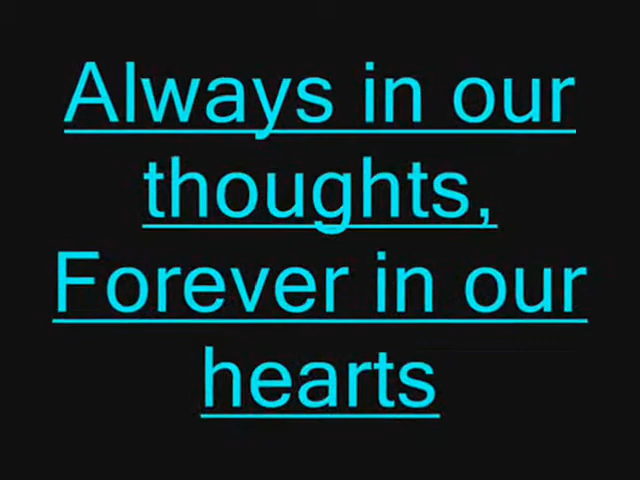 Always in our
thoughts,
Forever in our
hearts